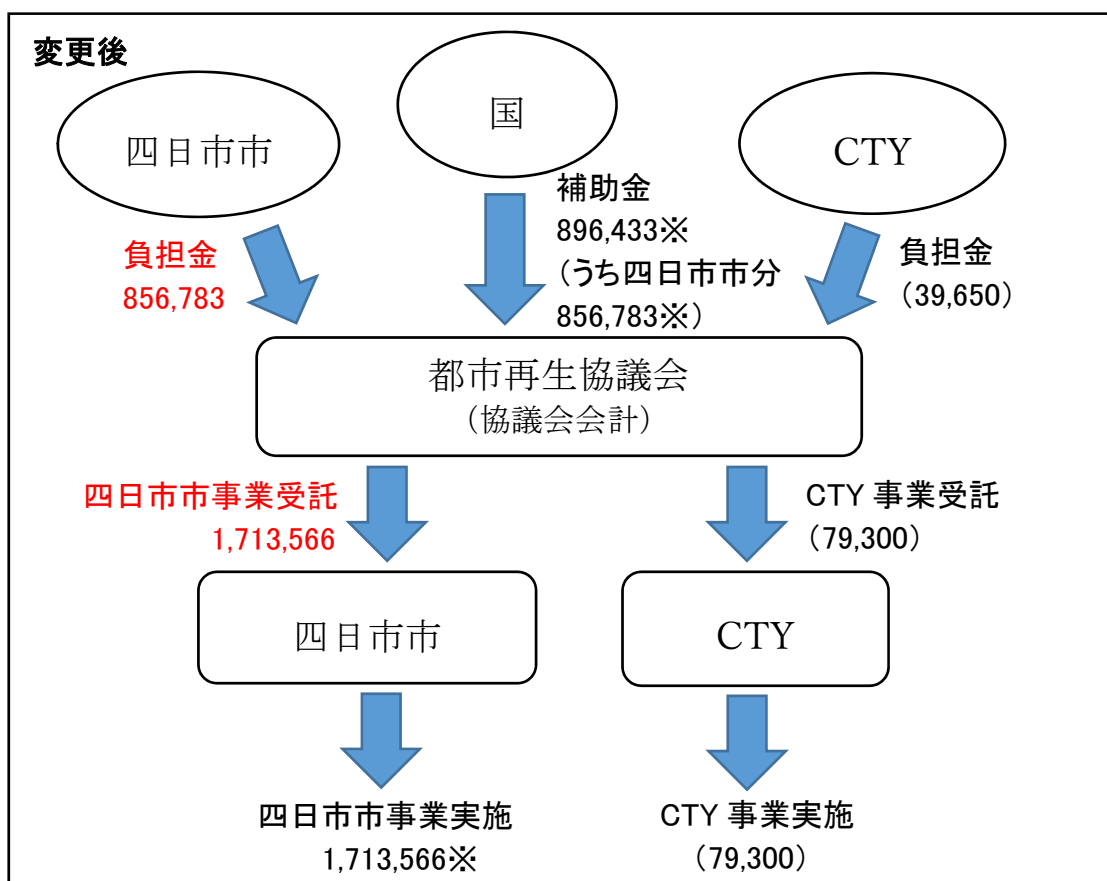 変更後
四日市市
国
CTY
負担金
856,783
補助金
896,433※
（うち四日市市分
856,783※）
負担金
（39,650）
都市再生協議会
（協議会会計）
四日市市事業受託
1,713,566
CTY 事業受託
（79,300）
四日市市
CTY
四日市市事業実施
1,713,566※
CTY 事業実施
（79,300）